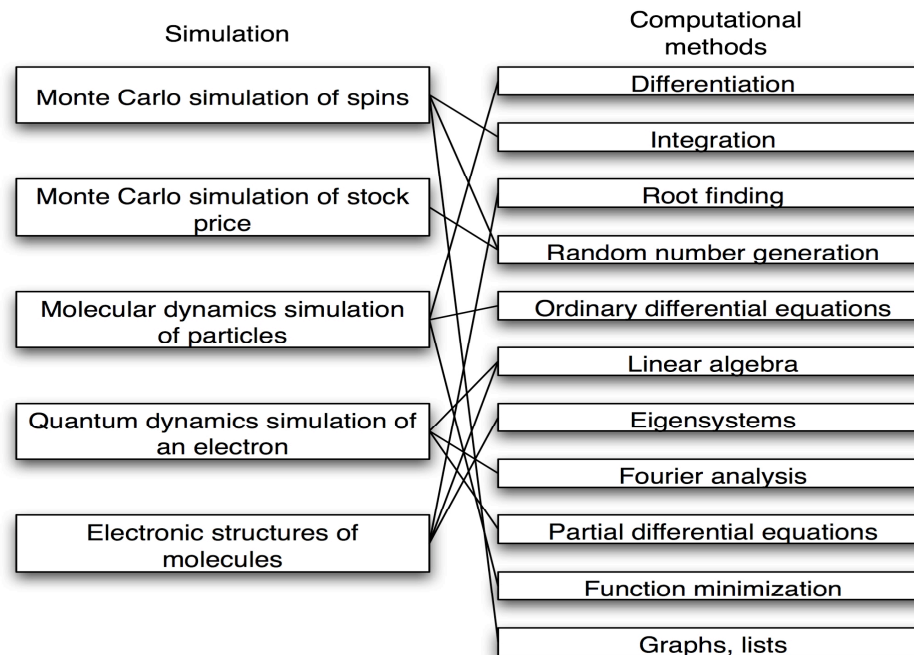 Simulation
Monte Carlo simulation of spins
Monte Carlo simulation of stock
price
Molecular dynamics simulation
of particles
Quantum dynamics simulation of
an electron
Electronic structures of
molecules
Computational
methods
Differentiation
Integration
Root finding
Random number generation
Ordinary differential equations
Linear algebra
Eigensystems
Fourier analysis
Partial differential equations
Function minimization
Graphs, lists